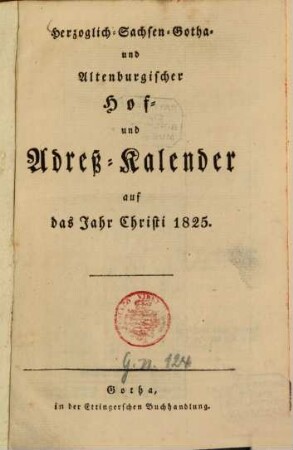 Herzoglich-Sachsen-Gotha-
und
Altenburgischer
Hof-
und
Adreß-Kalender
auf
das Jahr Christi 1825.
G. n. 124
Gotha,
in der Ettingerschen Buchhandlung.